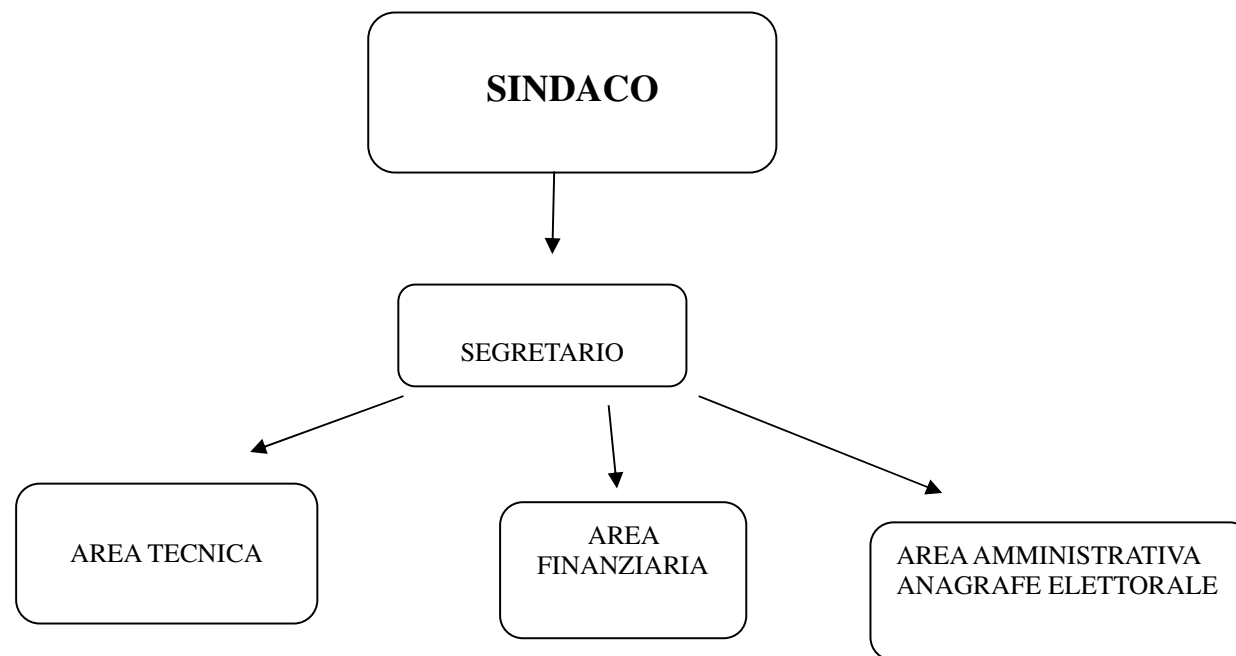 SINDACO
SEGRETARIO
AREA TECNICA
AREA
FINANZIARIA
AREA AMMINISTRATIVA
ANAGRAFE ELETTORALE